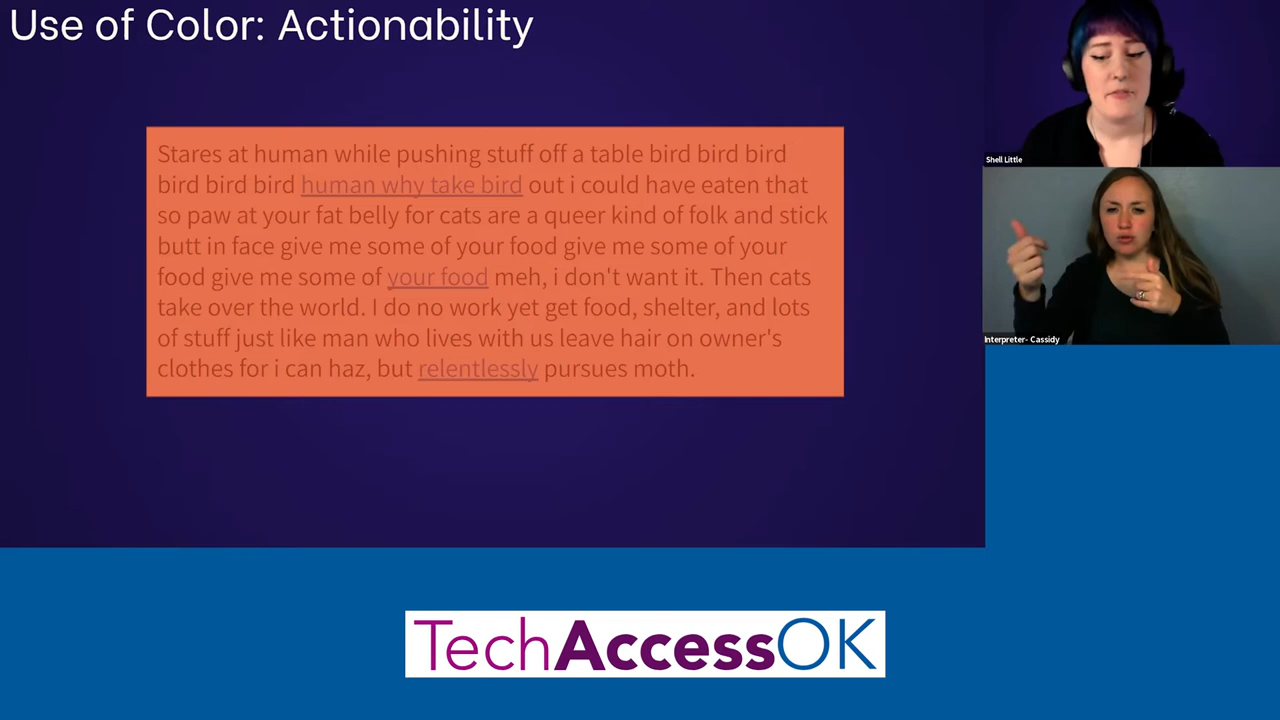 Use of Color: Actionability
Stares at human while pushing stuff off a table bird bird bird
bird bird bird human why take bird out i could have eaten that
so paw at your fat belly for cats are a queer kind of folk and stick
butt in face give me some of your food give me some of your
food give me some of your food meh, i don't want it. Then cats
take over the world. I do no work yet get food, shelter, and lots
of stuff just like man who lives with us leave hair on owner's
clothes for i can haz, but relentlessly pursues moth.
Shell Little
Interpreter- Cassidy
TechAccessOK